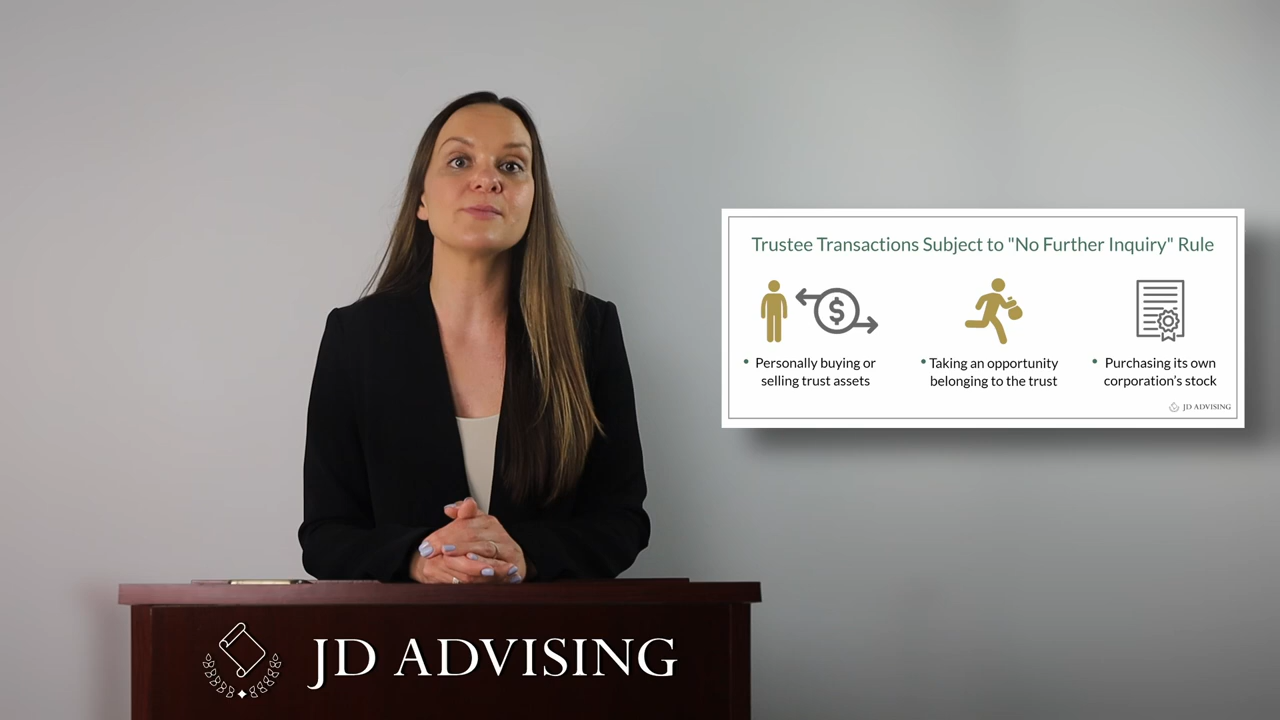 Trustee Transactions Subject to "No Further Inquiry" Rule
• Personally buying or
selling trust assets
• Taking an opportunity
belonging to the trust
• Purchasing its own
corporation's stock
JD ADVISING
JD ADVISING